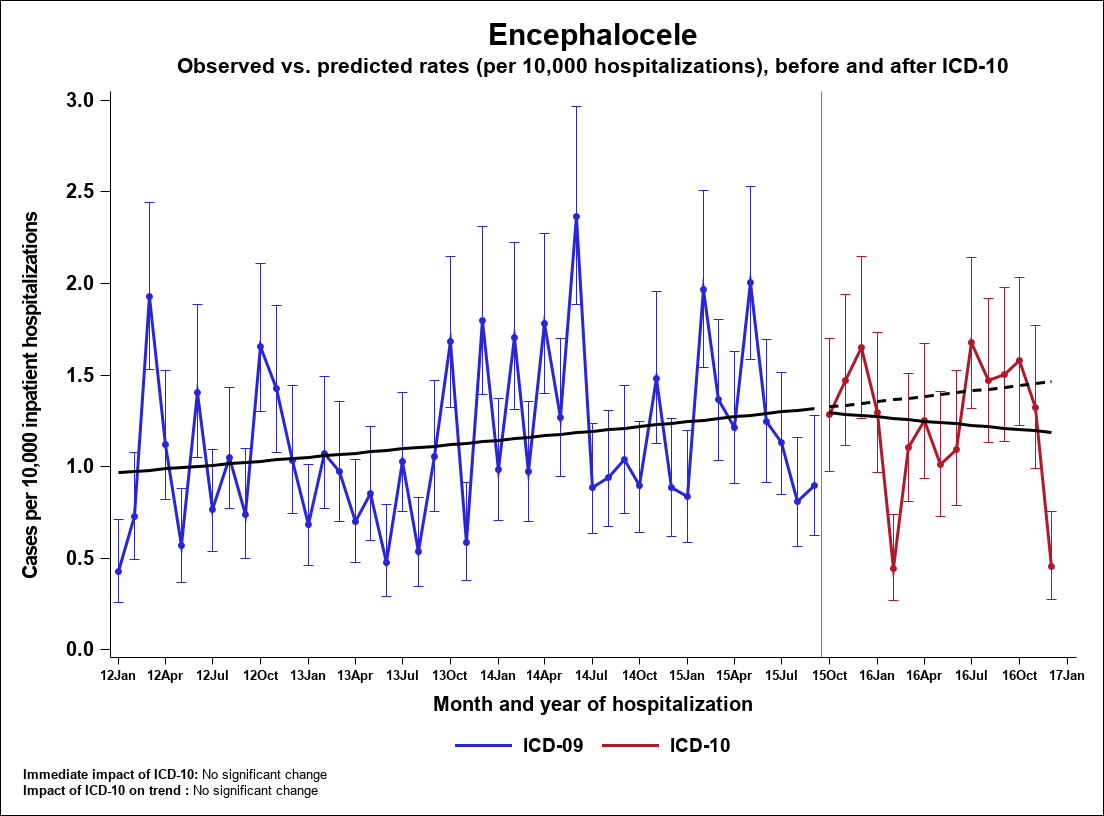 Encephalocele
Observed vs. predicted rates (per 10,000 hospitalizations), before and after ICD-10
Cases per 10,000 inpatient hospitalizations
3.0
2.5
2.0
1.5
1.0
0.5
0.0
12Jan 12Apr 12Jul 12Oct 13Jan 13Apr 13Jul 13Oct 14Jan 14Apr 14Jul 14Oct 15Jan 15Apr 15Jul 15Oct 16Jan 16Apr 16Jul 16Oct 17Jan
Month and year of hospitalization
ICD-09 ICD-10
Immediate impact of ICD-10: No significant change
Impact of ICD-10 on trend : No significant change